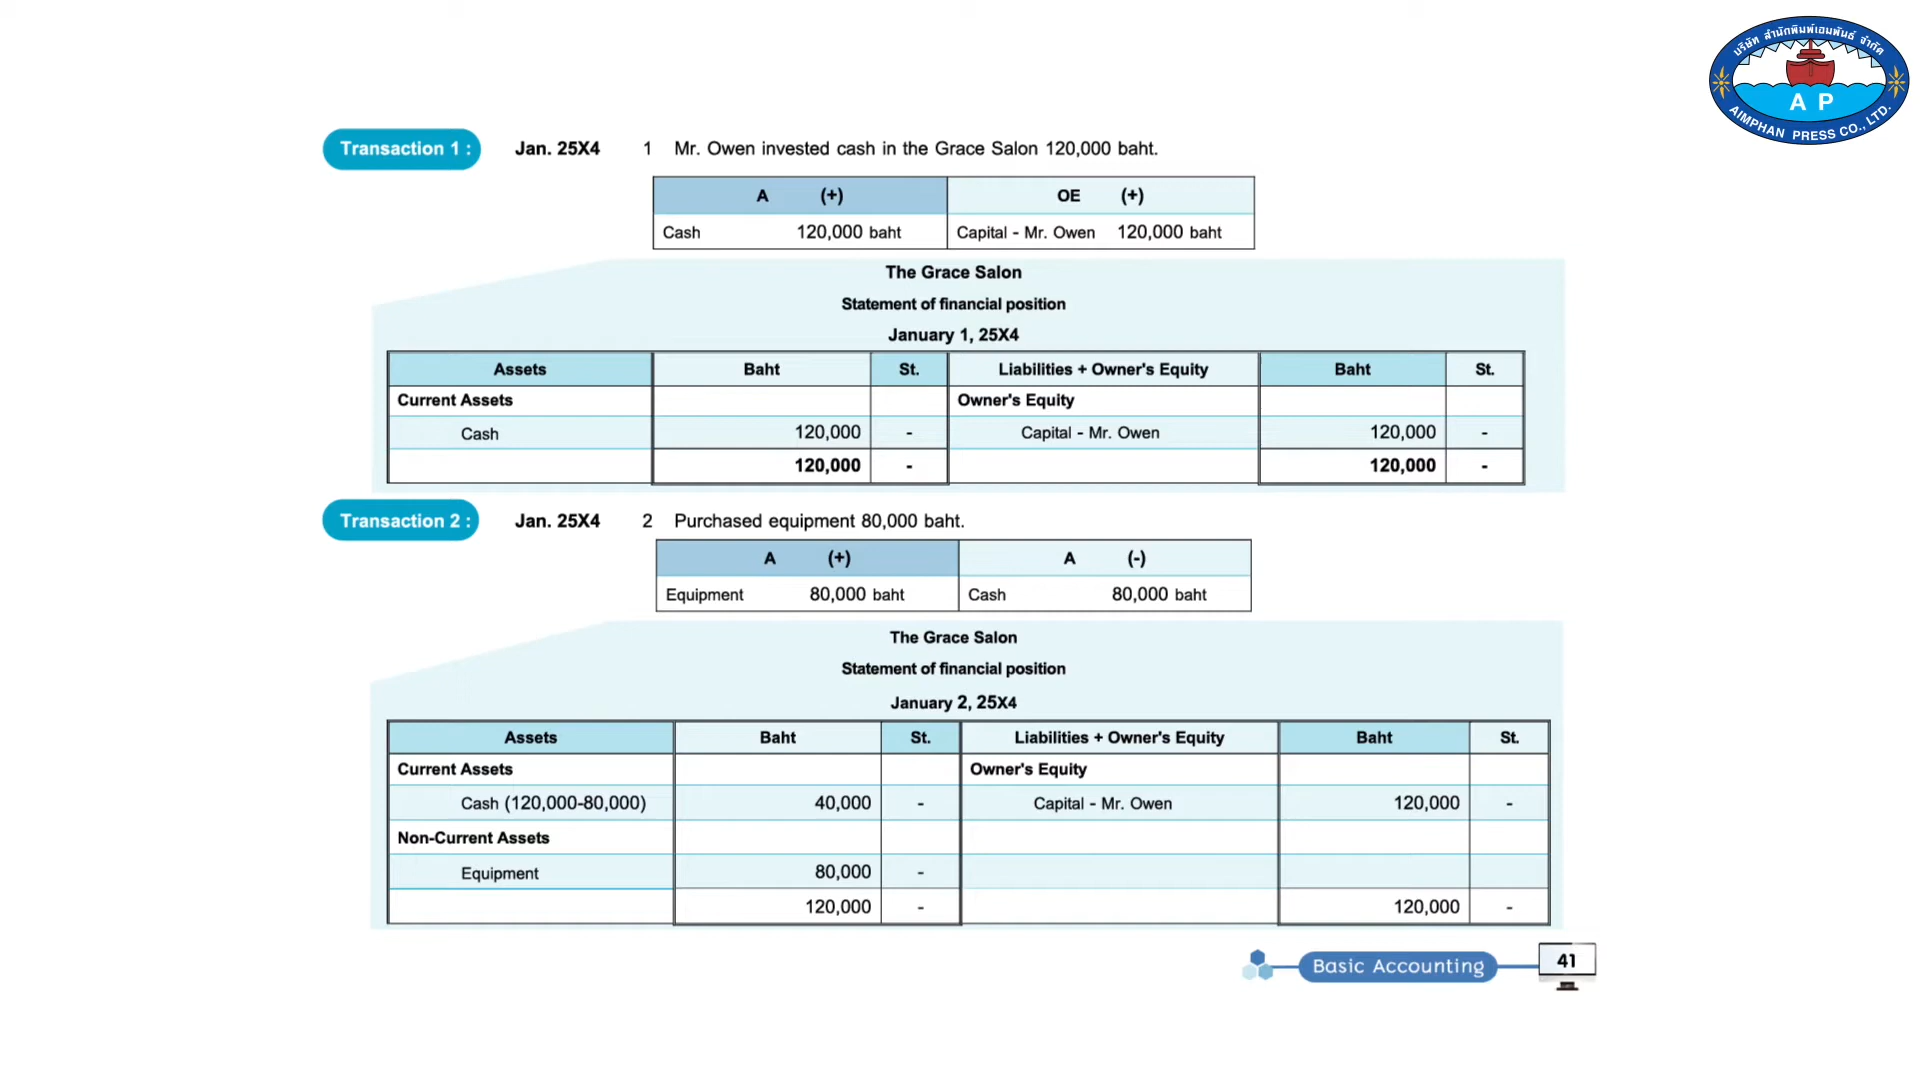 บริษัท สำนักพิมพ์เอมพันธ์ จำกัด
A P
AIMPHAN PRESS CO., LTD.
Transaction 1 : Jan. 25X4 1 Mr. Owen invested cash in the Grace Salon 120,000 baht.
A (+) OE (+)
Cash 120,000 baht Capital - Mr. Owen 120,000 baht
The Grace Salon
Statement of financial position
January 1, 25X4
Assets Baht St. Liabilities + Owner's Equity Baht St.
Current Assets Owner's Equity
Cash 120,000 - Capital - Mr. Owen 120,000 -
120,000 - 120,000 -
Transaction 2 : Jan. 25X4 2 Purchased equipment 80,000 baht.
A (+) A (-)
Equipment 80,000 baht Cash 80,000 baht
The Grace Salon
Statement of financial position
January 2, 25X4
Assets Baht St. Liabilities + Owner's Equity Baht St.
Current Assets Owner's Equity
Cash (120,000-80,000) 40,000 - Capital - Mr. Owen 120,000 -
Non-Current Assets
Equipment 80,000 -
120,000 - 120,000 -
Basic Accounting 41